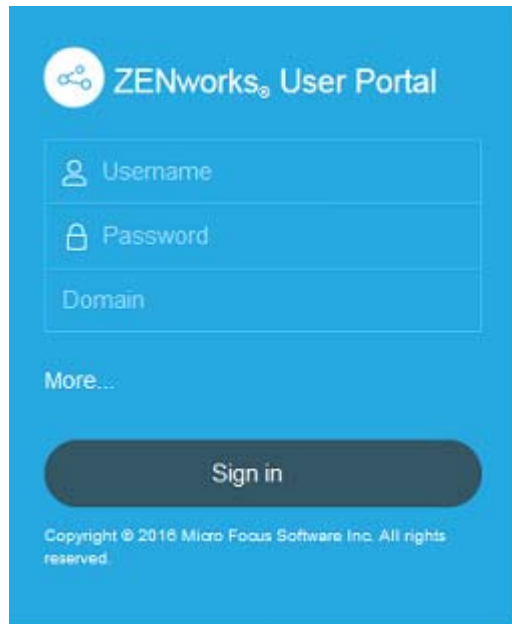 ZENworks® User Portal
Username
Password
Domain
More...
Sign in
Copyright © 2016 Micro Focus Software Inc. All rights
reserved.